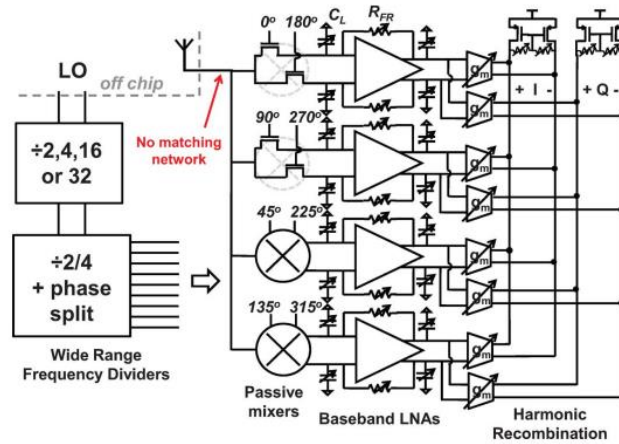 0° 180°
C_L
R_FR
LO
off chip
No matching
network
÷2,4,16
or 32
÷2/4
+ phase
split
Wide Range
Frequency Dividers
90° 270°
45° 225°
135° 315°
Passive
mixers
Baseband LNAs
g_m
g_m
g_m
g_m
g_m
g_m
g_m
g_m
+ I -
+ Q -
Harmonic
Recombination